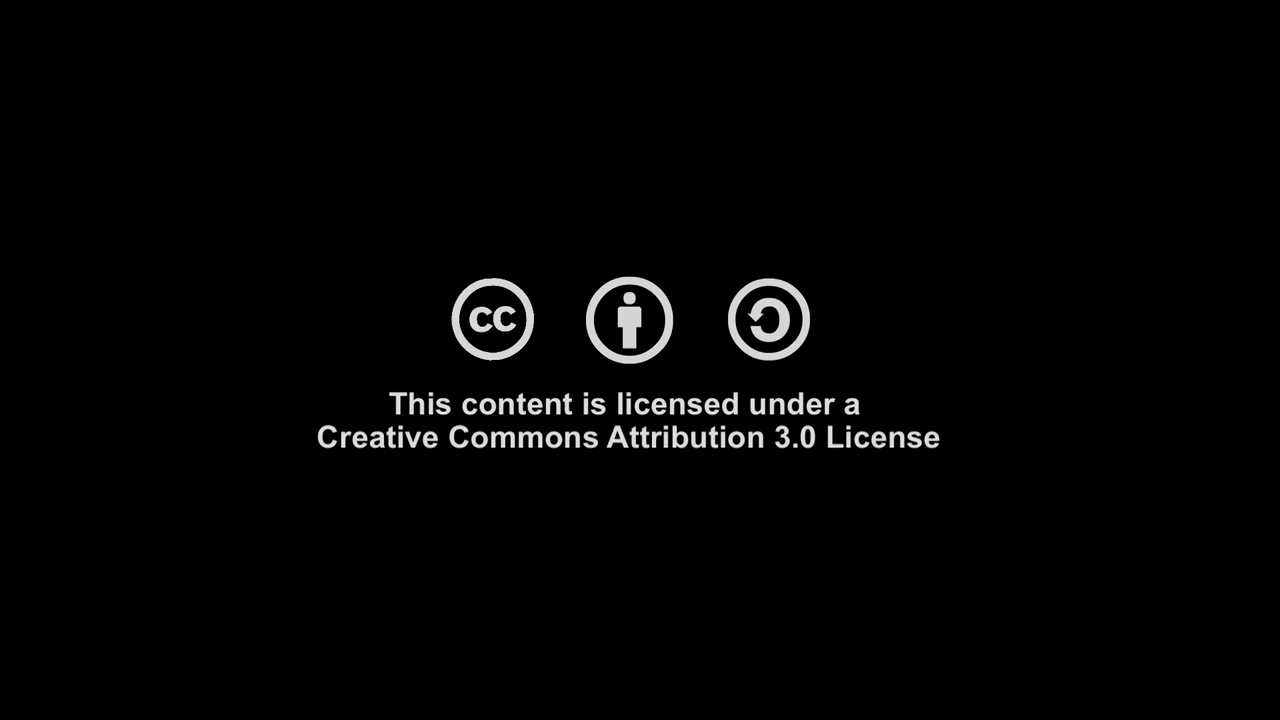 cc
This content is licensed under a
Creative Commons Attribution 3.0 License